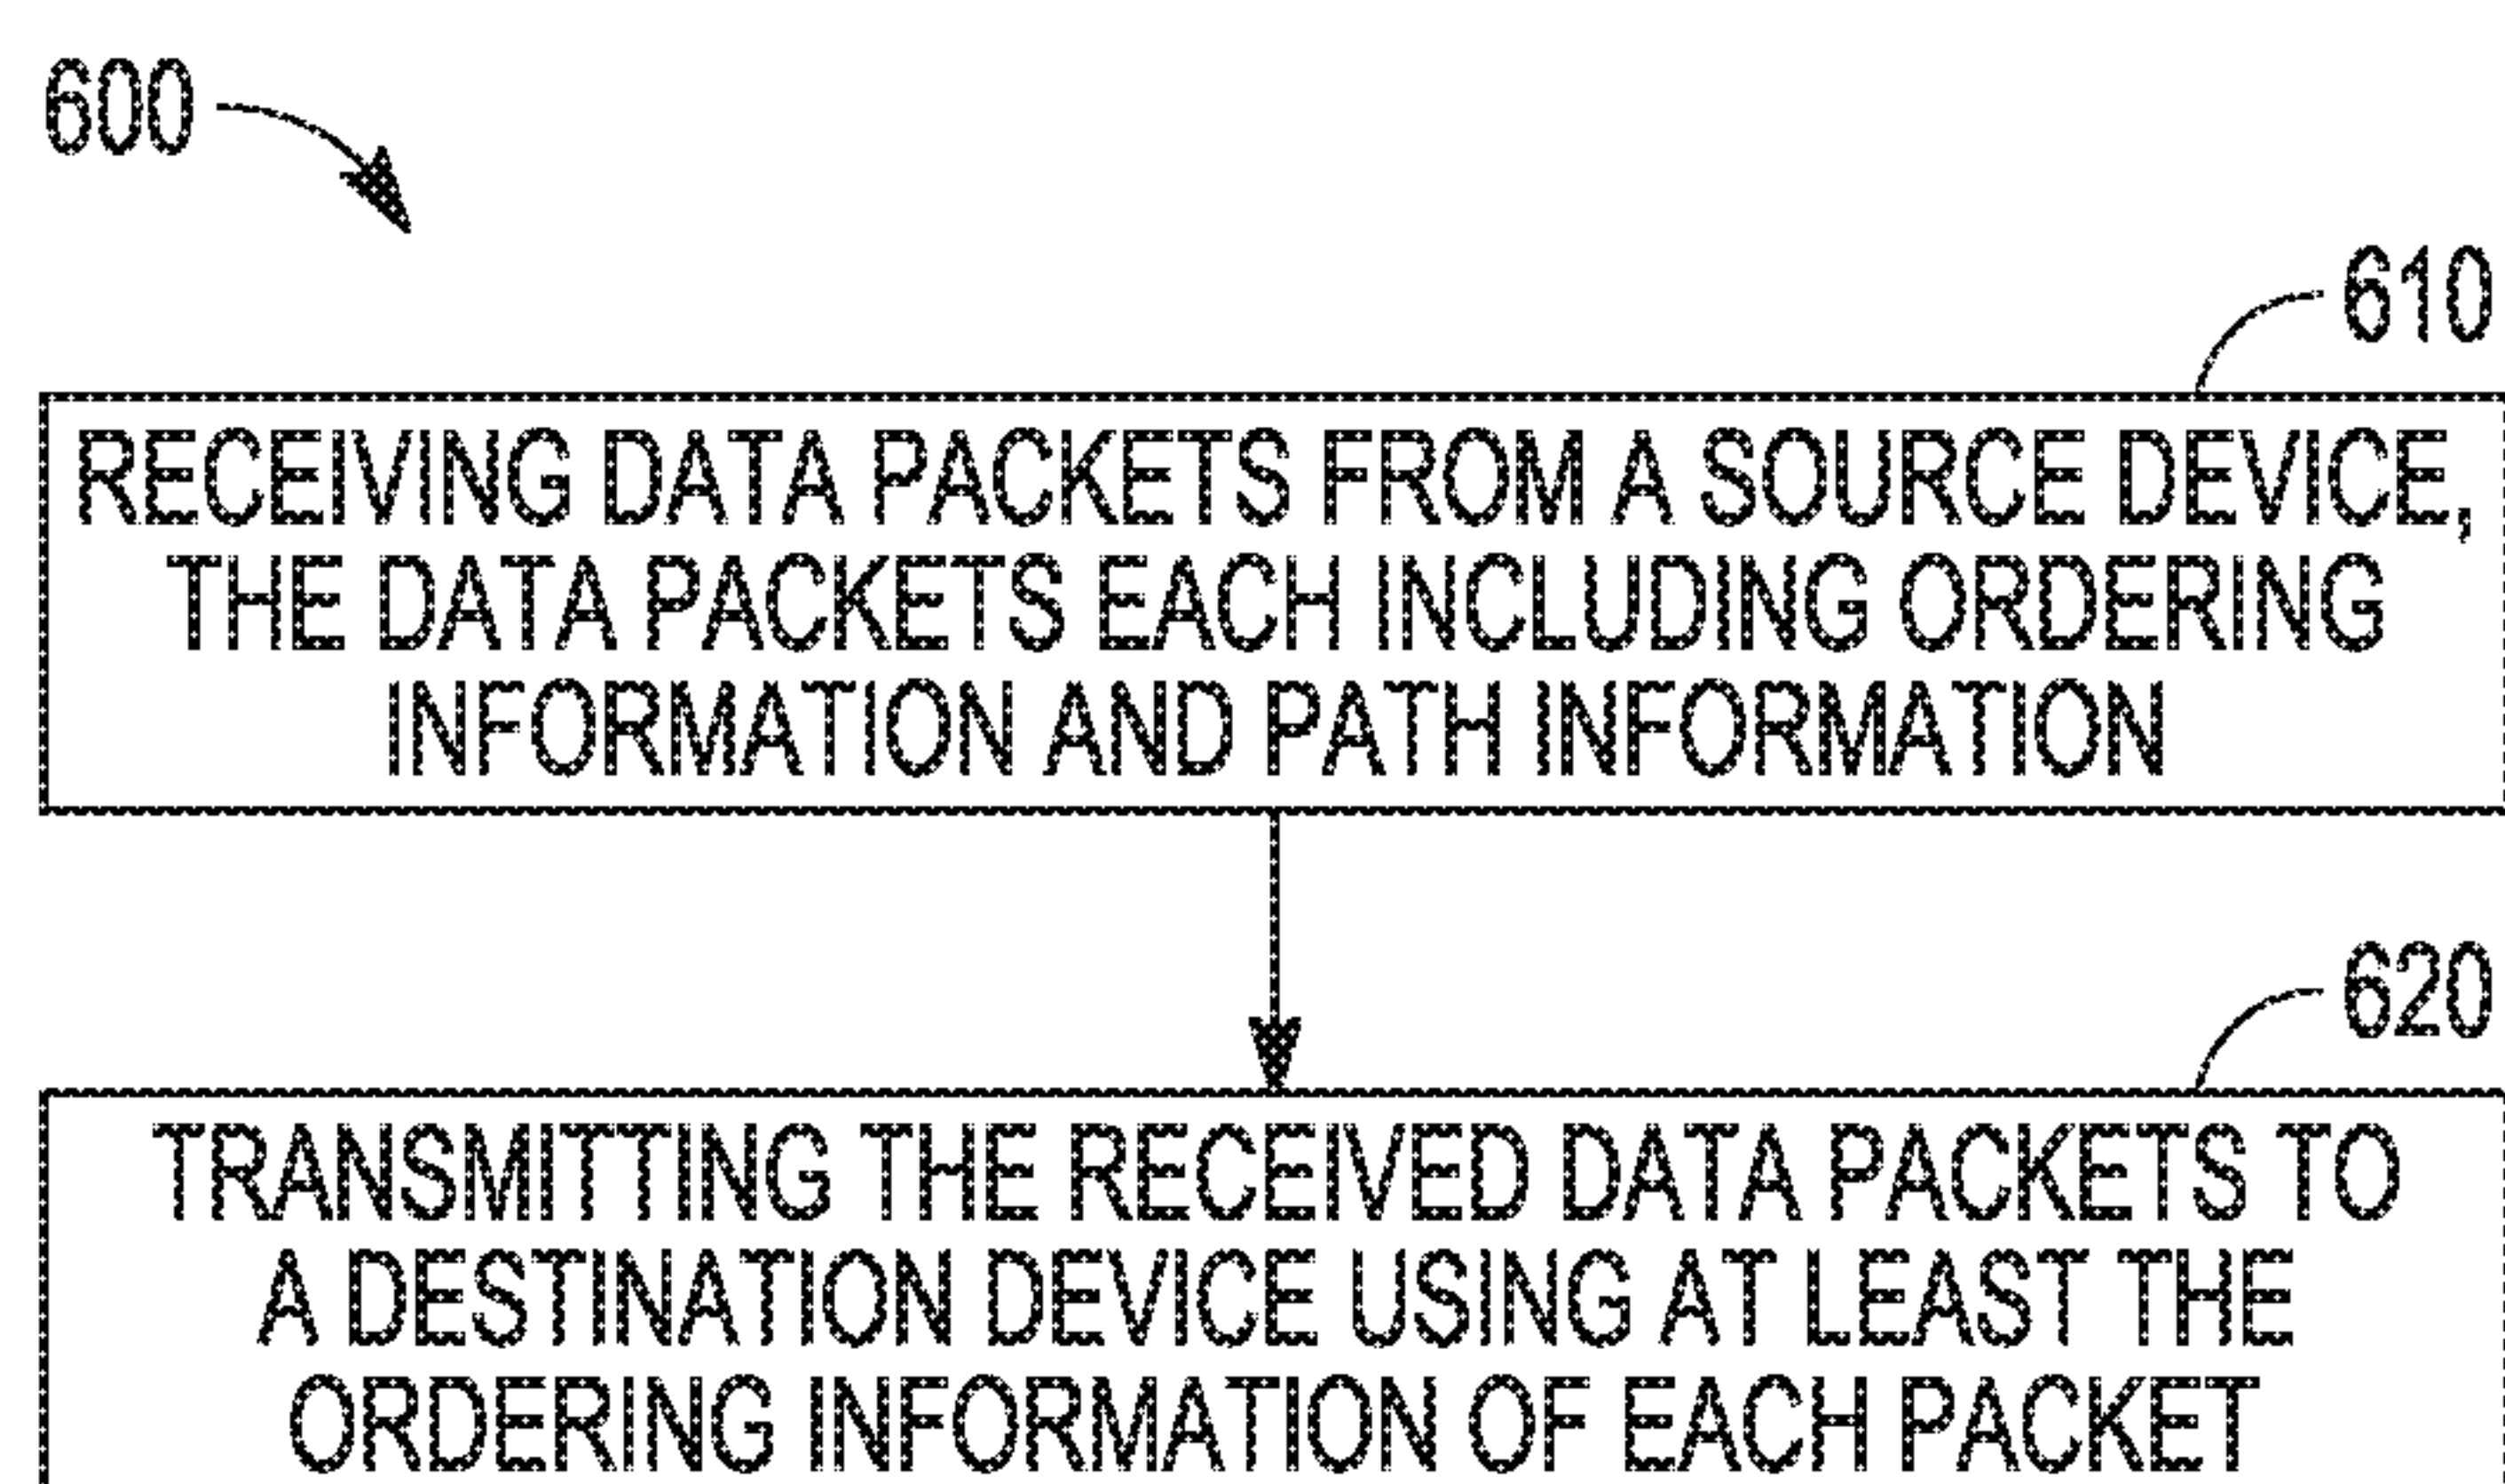 600
610
RECEIVING DATA PACKETS FROM A SOURCE DEVICE,
THE DATA PACKETS EACH INCLUDING ORDERING
INFORMATION AND PATH INFORMATION
620
TRANSMITTING THE RECEIVED DATA PACKETS TO
A DESTINATION DEVICE USING AT LEAST THE
ORDERING INFORMATION OF EACH PACKET